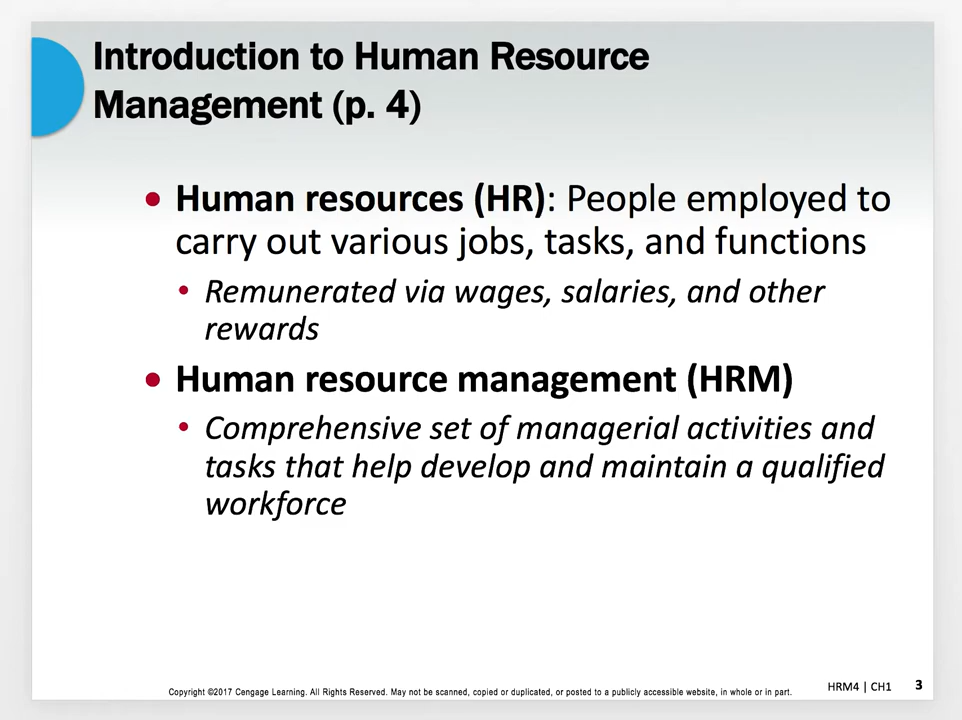 Introduction to Human Resource
Management (p. 4)
• Human resources (HR): People employed to
carry out various jobs, tasks, and functions
• Remunerated via wages, salaries, and other
rewards
• Human resource management (HRM)
• Comprehensive set of managerial activities and
tasks that help develop and maintain a qualified
workforce
Copyright ©2017 Cengage Learning. All Rights Reserved. May not be scanned, copied or duplicated, or posted to a publicly accessible website, in whole or in part.
HRM4 | CH1 3